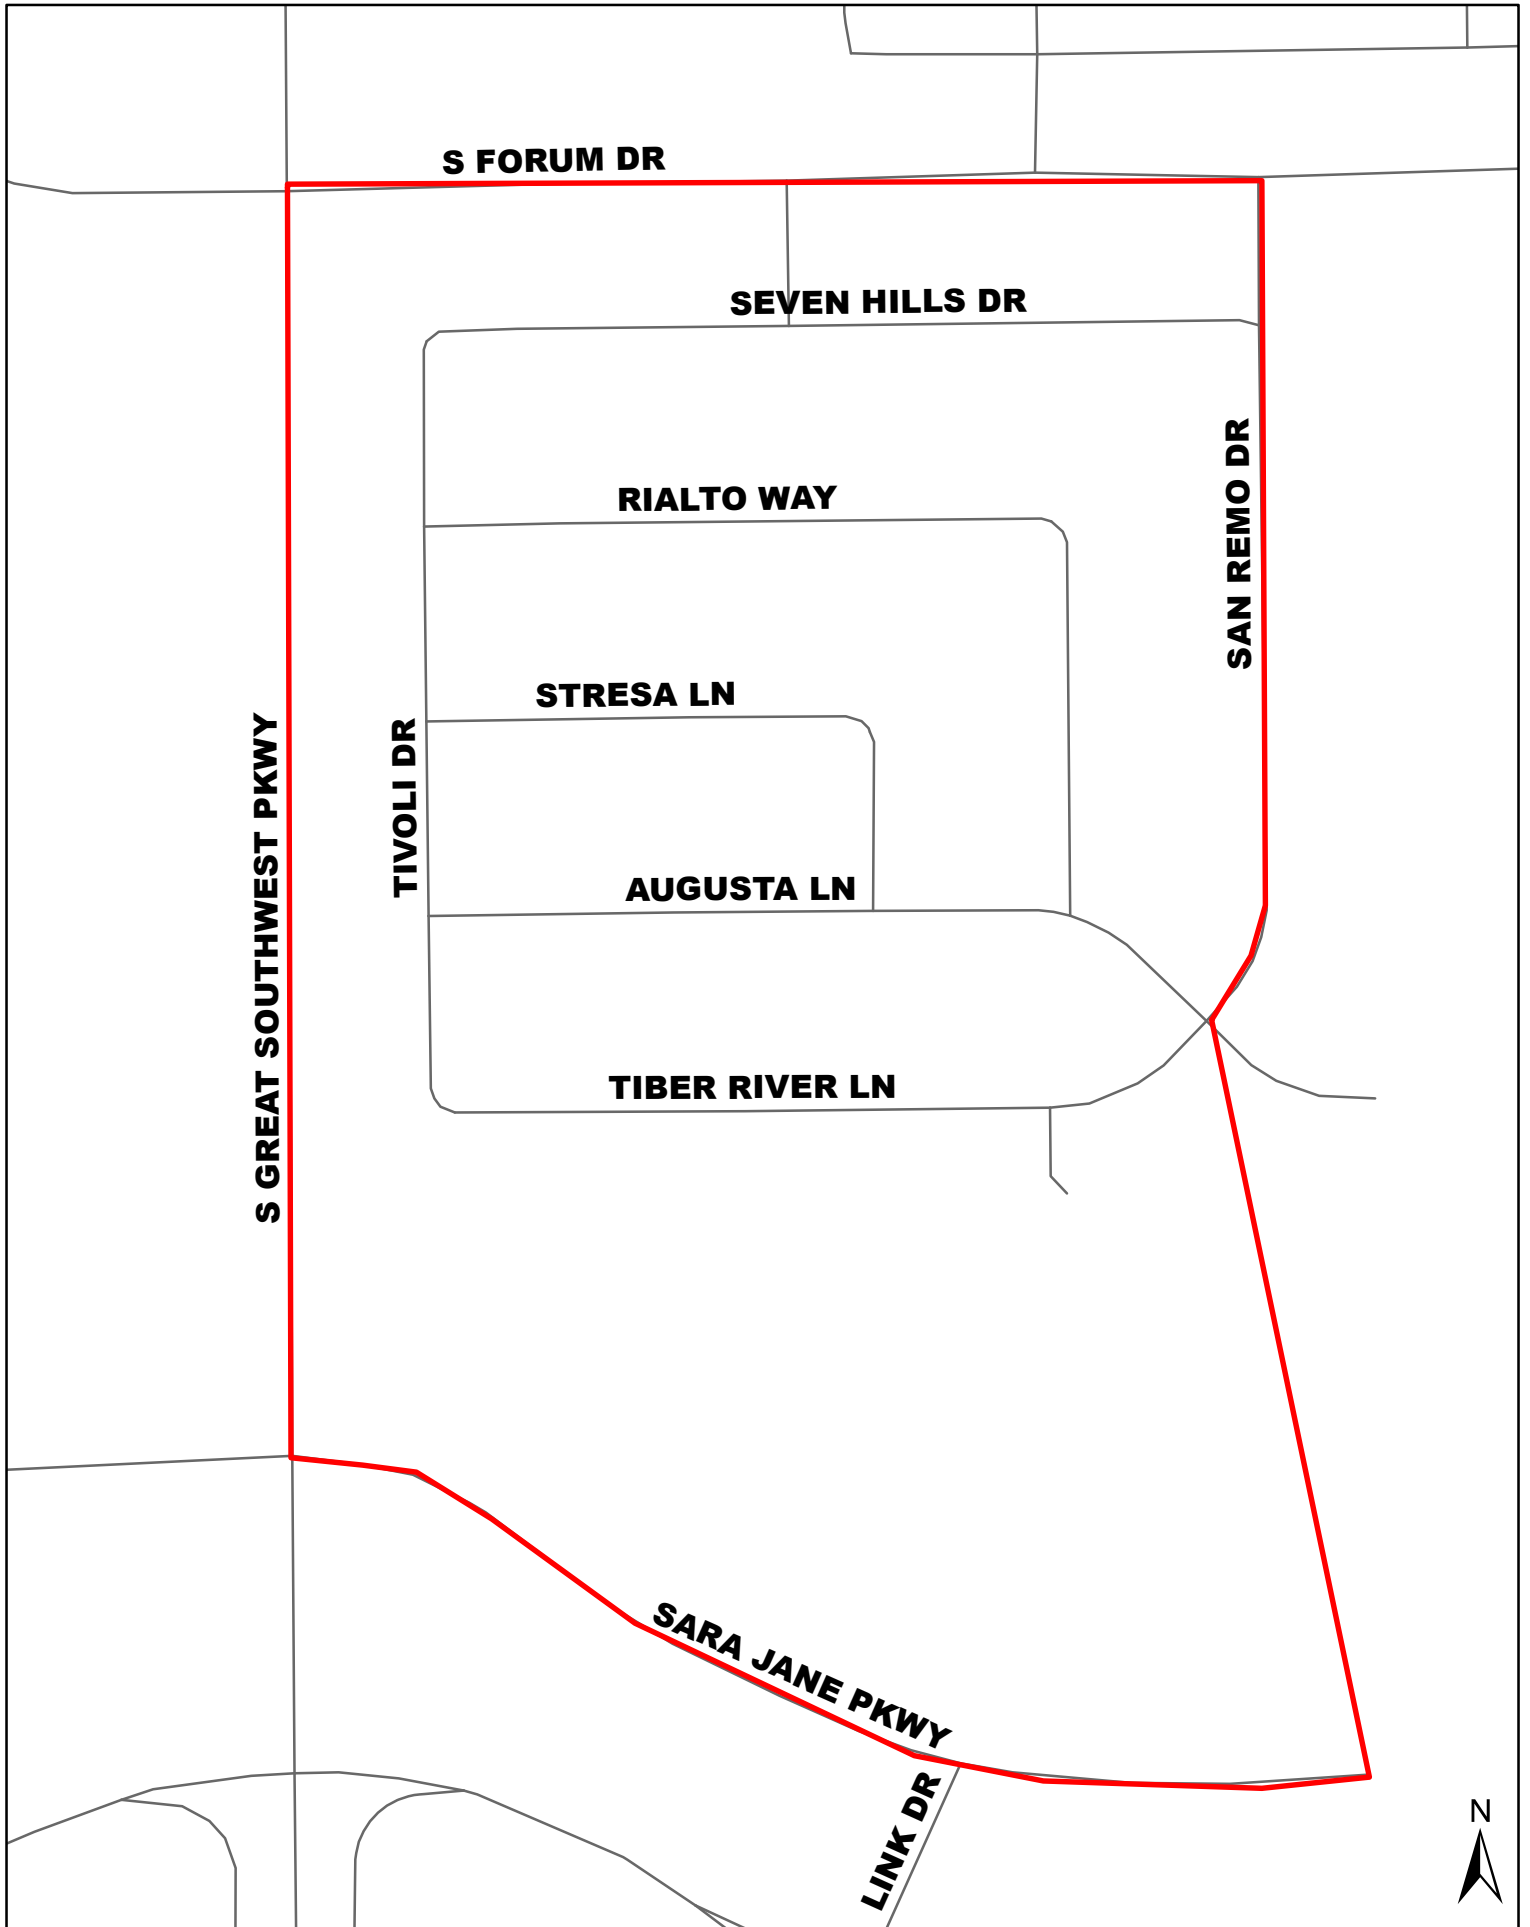 S FORUM DR
SEVEN HILLS DR
SAN REMO DR
RIALTO WAY
STRESA LN
TIVOLI DR
S GREAT SOUTHWEST PKWY
AUGUSTA LN
TIBER RIVER LN
SARA JANE PKWY
LINK DR
N